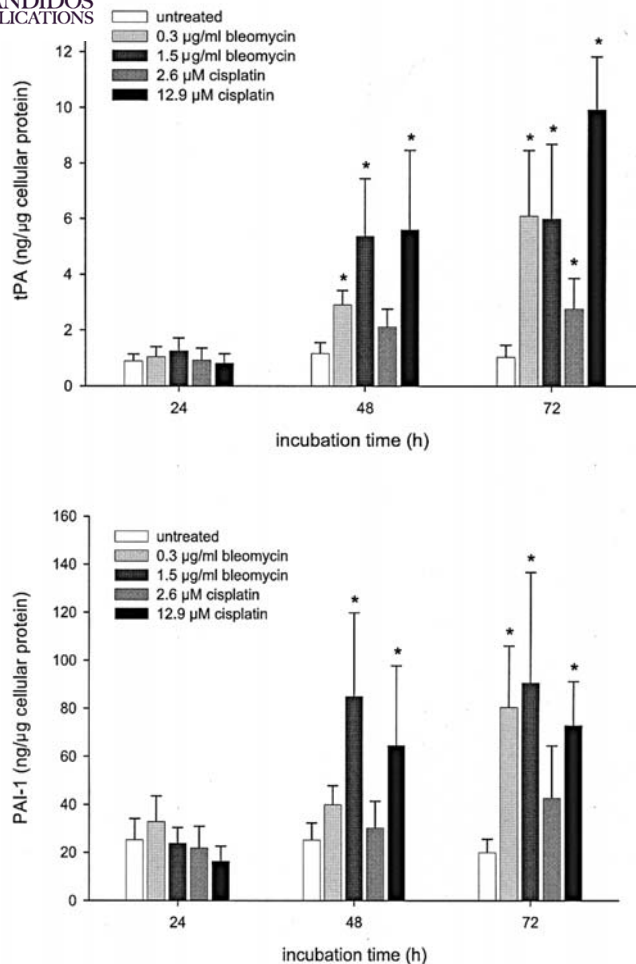 PLICATIONS
untreated
0.3 µg/ml bleomycin
1.5 µg/ml bleomycin
2.6 µM cisplatin
12.9 µM cisplatin
tPA (ng/µg cellular protein)
12
10
8
6
4
2
0
* * * * * * *
24 48 72
incubation time (h)
untreated
0.3 µg/ml bleomycin
1.5 µg/ml bleomycin
2.6 µM cisplatin
12.9 µM cisplatin
PAI-1 (ng/µg cellular protein)
160
140
120
100
80
60
40
20
0
* * * * *
24 48 72
incubation time (h)